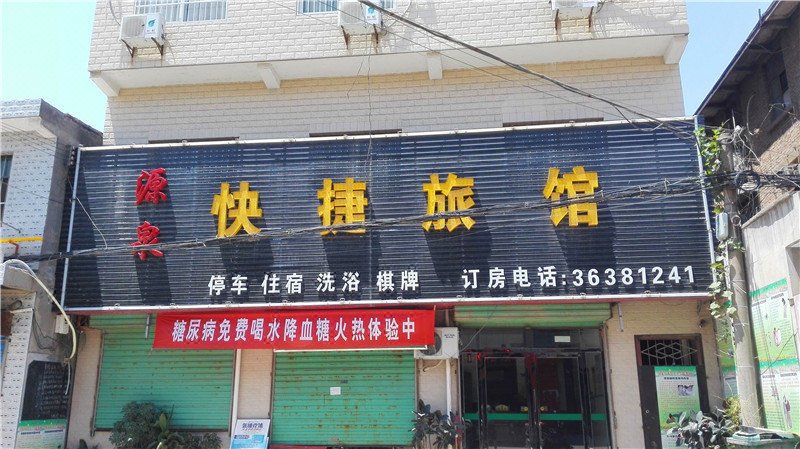 源泉
快捷旅馆
停车 住宿 洗浴 棋牌 订房电话:36381241
糖尿病免费喝水降血糖火热体验中